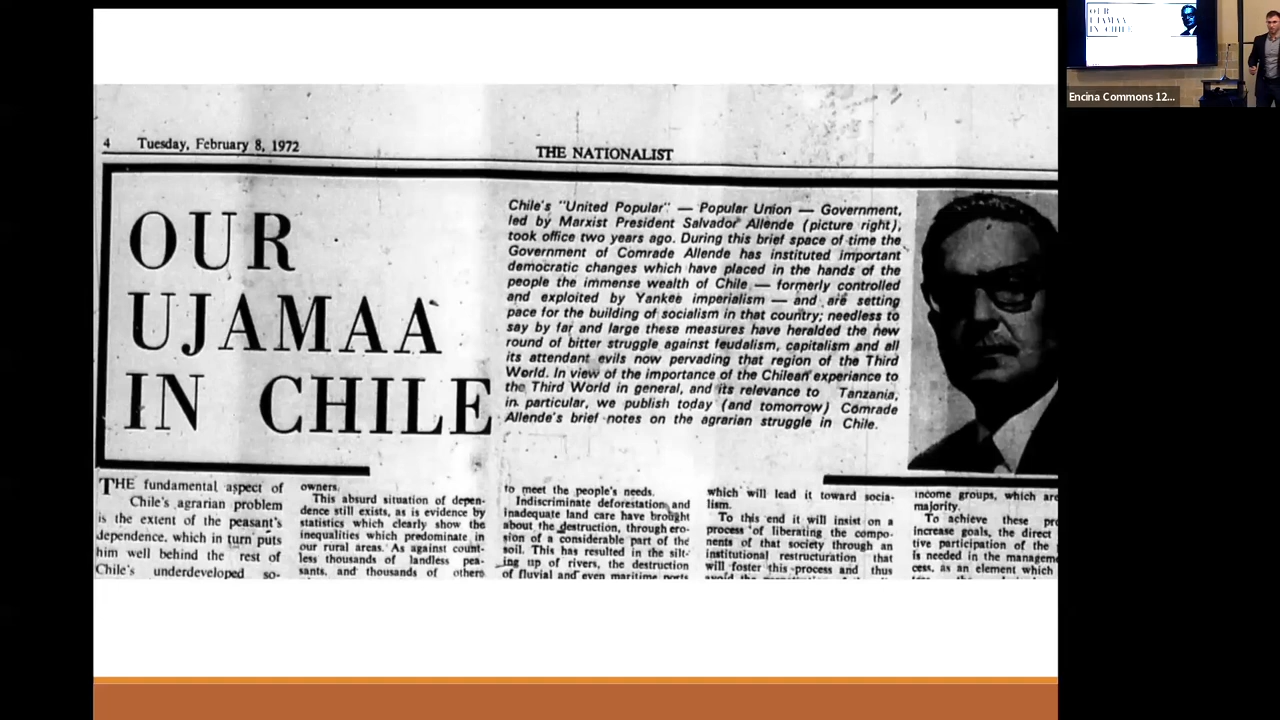 4 Tuesday, February 8, 1972
THE NATIONALIST
OUR
UJAMAA
IN CHILE
Chile's "United Popular" — Popular Union — Government,
led by Marxist President Salvador Allende (picture right),
took office two years ago. During this brief space of time the
Government of Comrade Allende has instituted important
democratic changes which have placed in the hands of the
people the immense wealth of Chile — formerly controlled
and exploited by Yankee imperialism — and are setting
pace for the building of socialism in that country; needless to
say by far and large these measures have heralded the new
round of bitter struggle against feudalism, capitalism and all
its attendant evils now pervading that region of the Third
World. In view of the importance of the Chilean experiance to
the Third World in general, and its relevance to Tanzania,
in particular, we publish today (and tomorrow) Comrade
Allende's brief notes on the agrarian struggle in Chile.
THE fundamental aspect of
Chile's agrarian problem
is the extent of the peasant's
dependence, which in turn puts
him well behind the rest of
Chile's underdeveloped so-
owners.
This absurd situation of depen-
dence still exists, as is evidence by
statistics which clearly show the
inequalities which predominate in
our rural areas. As against count-
less thousands of landless pea-
sants, and thousands of others
to meet the people's needs.
Indiscriminate deforestation and
inadequate land care have brought
about the destruction, through ero-
sion of a considerable part of the
soil. This has resulted in the silt-
ing up of rivers, the destruction
of fluvial and even maritime ports
which will lead it toward socia-
lism.
To this end it will insist on a
process of liberating the compo-
nents of that society through an
institutional restructuration that
will foster this process and thus
income groups, which are
majority.
To achieve these pro
increase goals, the direct
tive participation of the
is needed in the manageme
cess, as an element which
OUR
UJAMAA
IN CHILE
Encina Commons 12...